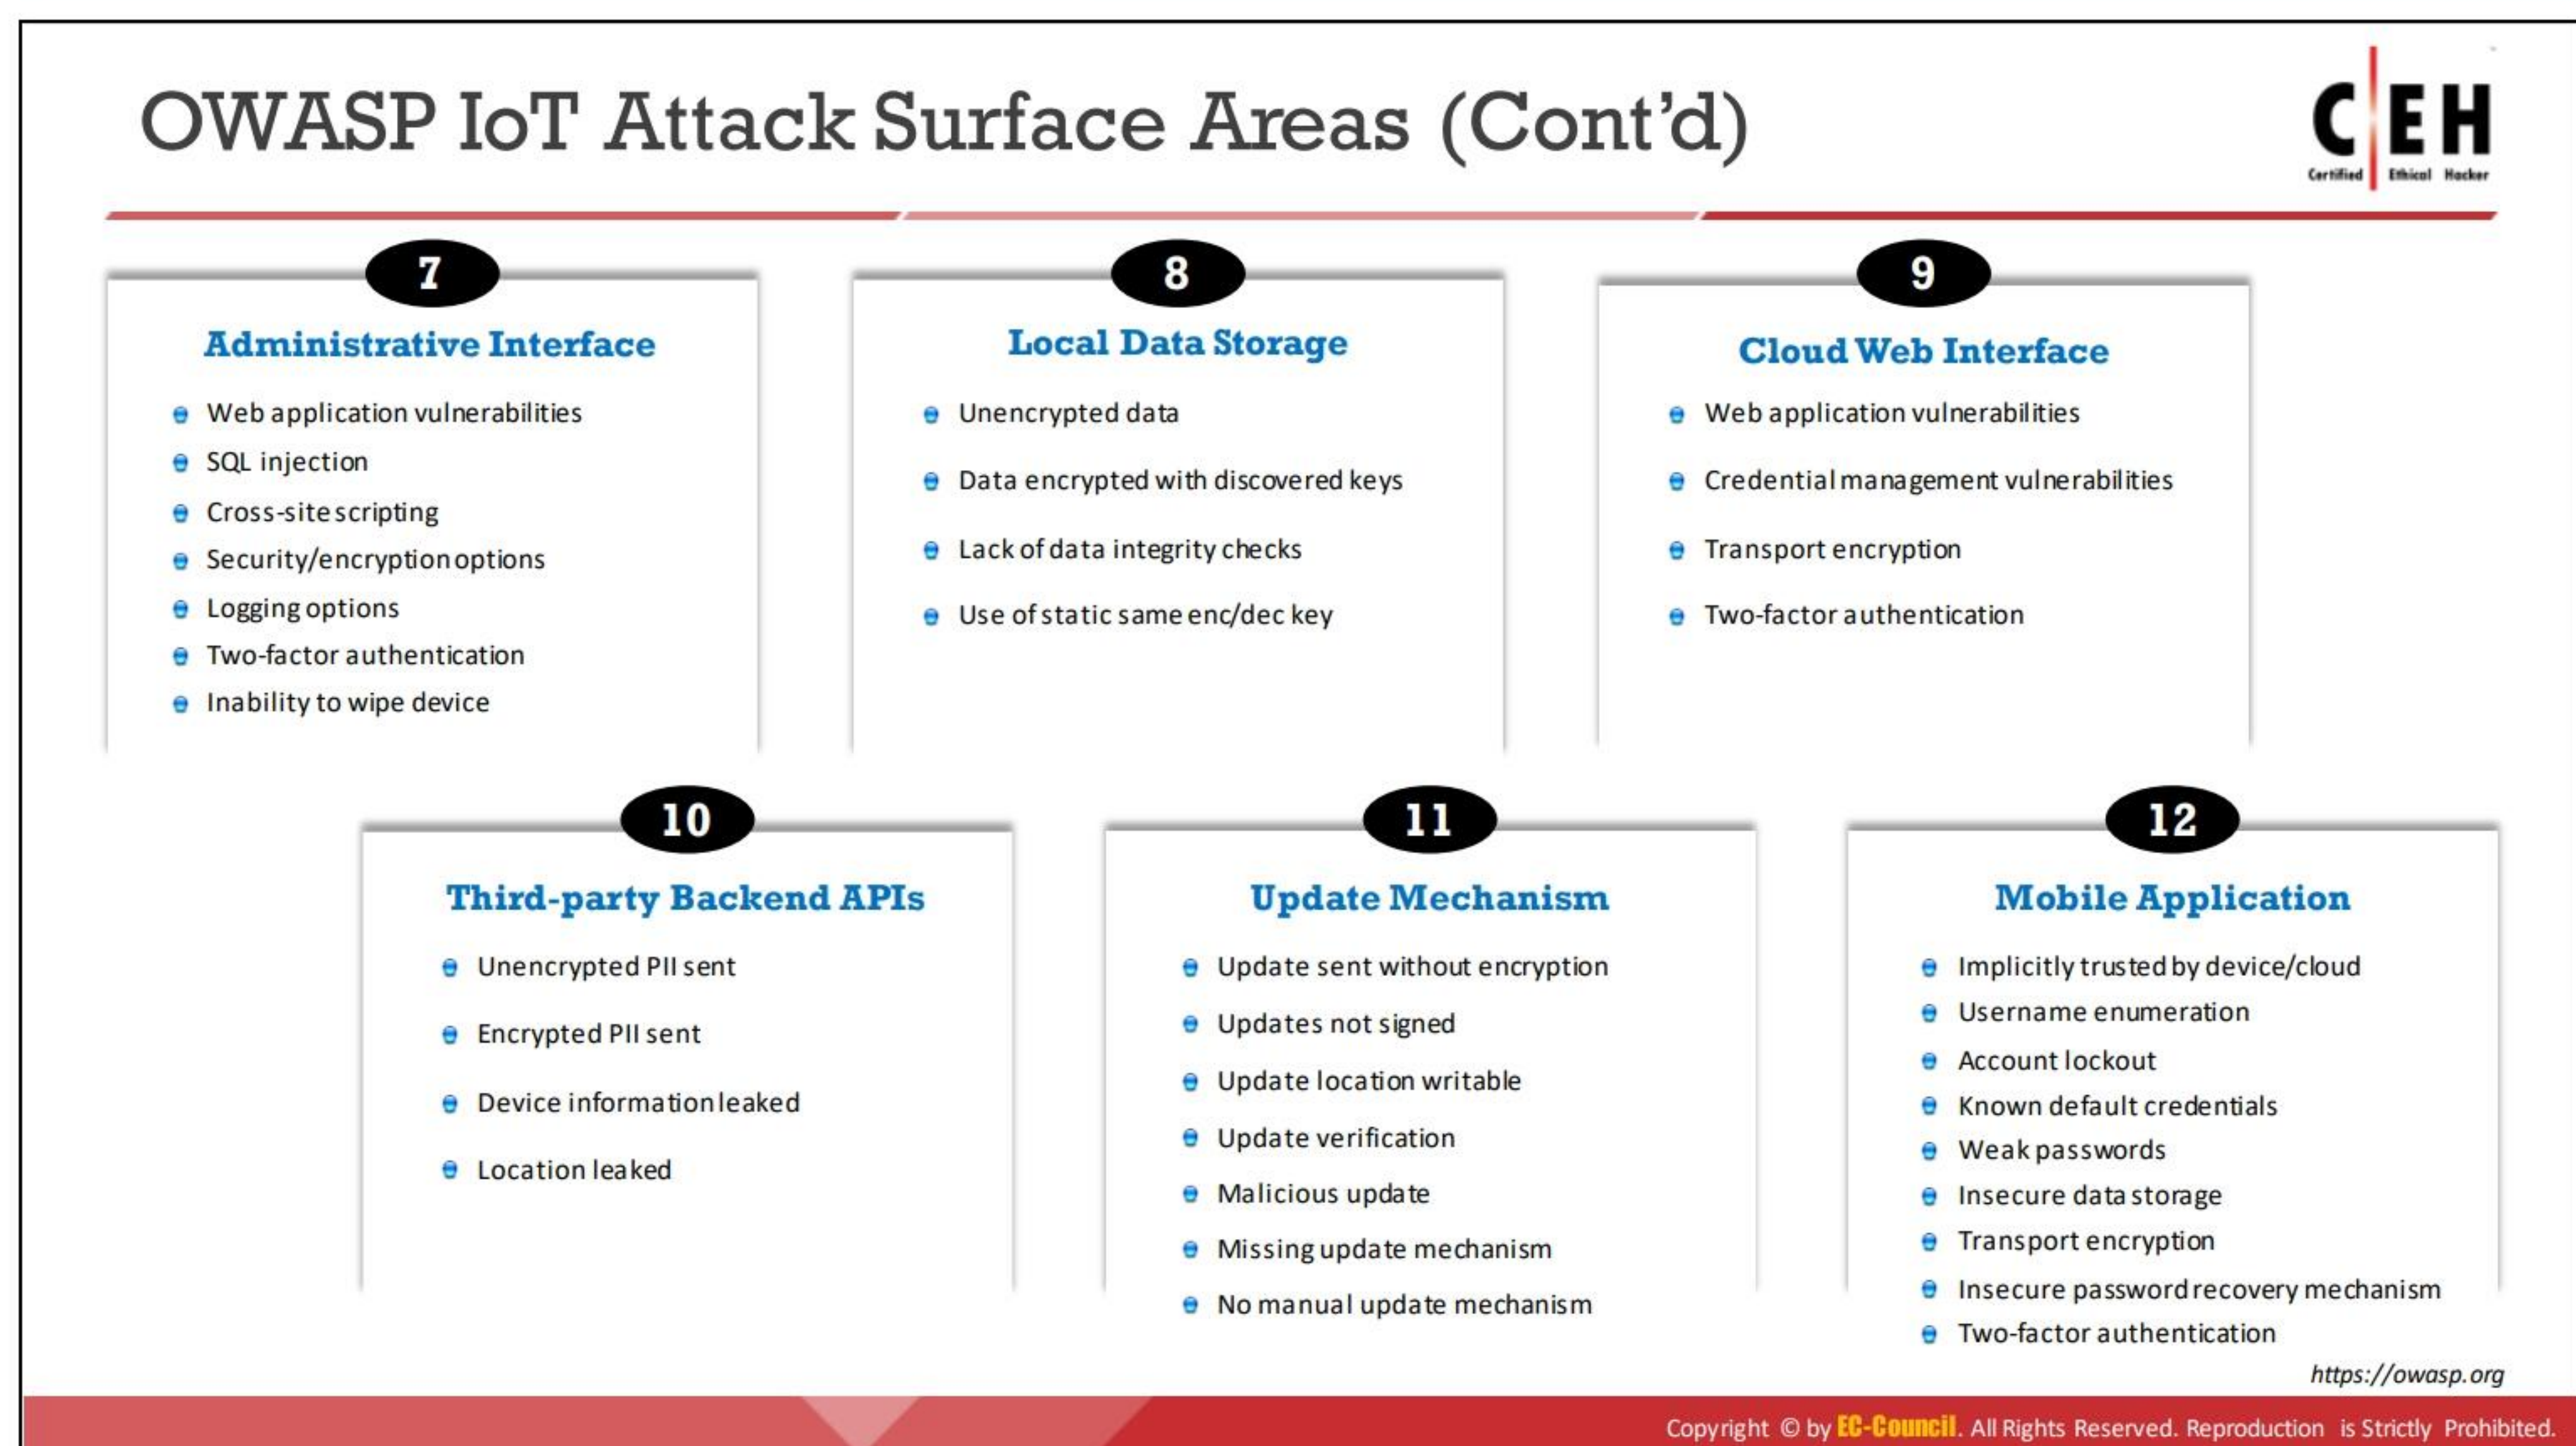 OWASP IoT Attack Surface Areas (Cont’d)
C|EH
Certified Ethical Hacker
7
Administrative Interface
Web application vulnerabilities
SQL injection
Cross-site scripting
Security/encryption options
Logging options
Two-factor authentication
Inability to wipe device
8
Local Data Storage
Unencrypted data
Data encrypted with discovered keys
Lack of data integrity checks
Use of static same enc/dec key
9
Cloud Web Interface
Web application vulnerabilities
Credential management vulnerabilities
Transport encryption
Two-factor authentication
10
Third-party Backend APIs
Unencrypted PII sent
Encrypted PII sent
Device information leaked
Location leaked
11
Update Mechanism
Update sent without encryption
Updates not signed
Update location writable
Update verification
Malicious update
Missing update mechanism
No manual update mechanism
12
Mobile Application
Implicitly trusted by device/cloud
Username enumeration
Account lockout
Known default credentials
Weak passwords
Insecure data storage
Transport encryption
Insecure password recovery mechanism
Two-factor authentication
https://owasp.org
Copyright © by EC-Council. All Rights Reserved. Reproduction is Strictly Prohibited.